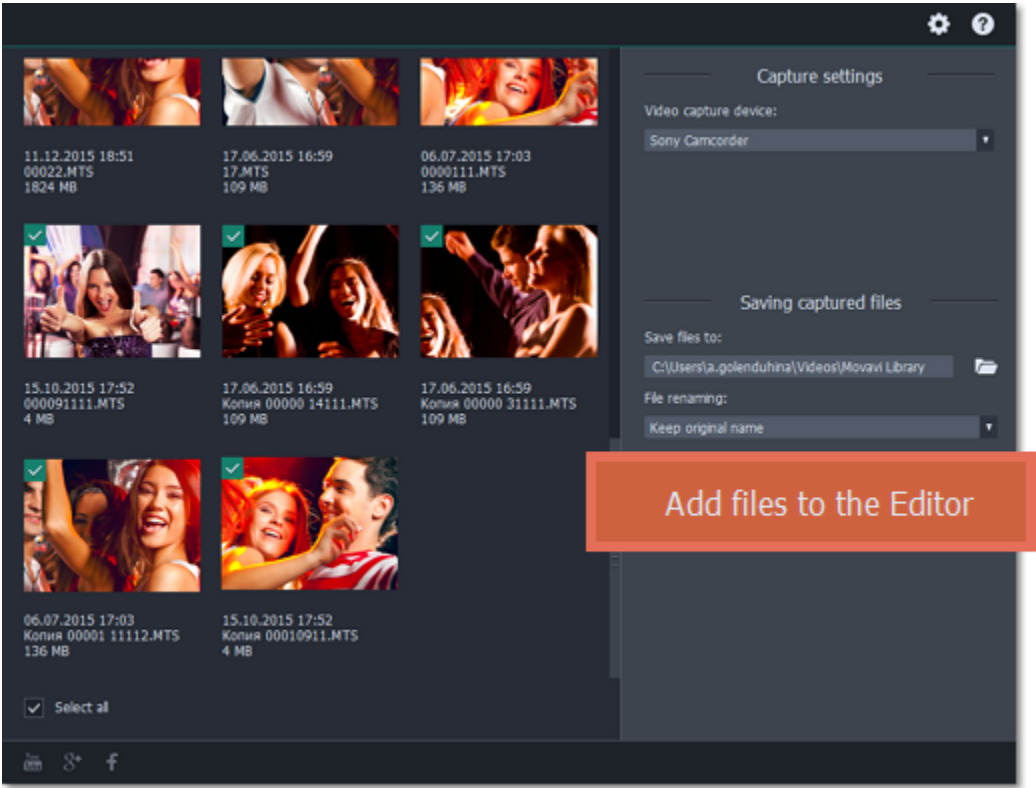 11.12.2015 18:51
00022.MTS
1824 MB
17.06.2015 16:59
17.MTS
109 MB
06.07.2015 17:03
0000111.MTS
136 MB
15.10.2015 17:52
000091111.MTS
4 MB
17.06.2015 16:59
Копия 00000 14111.MTS
109 MB
17.06.2015 16:59
Копия 00000 31111.MTS
109 MB
06.07.2015 17:03
Копия 00001 11112.MTS
136 MB
15.10.2015 17:52
Копия 00010911.MTS
4 MB
Select all
Capture settings
Video capture device:
Sony Camcorder
Saving captured files
Save files to:
C:\Users\a.golenduhina\Videos\Movavi Library
File renaming:
Keep original name
Add files to the Editor